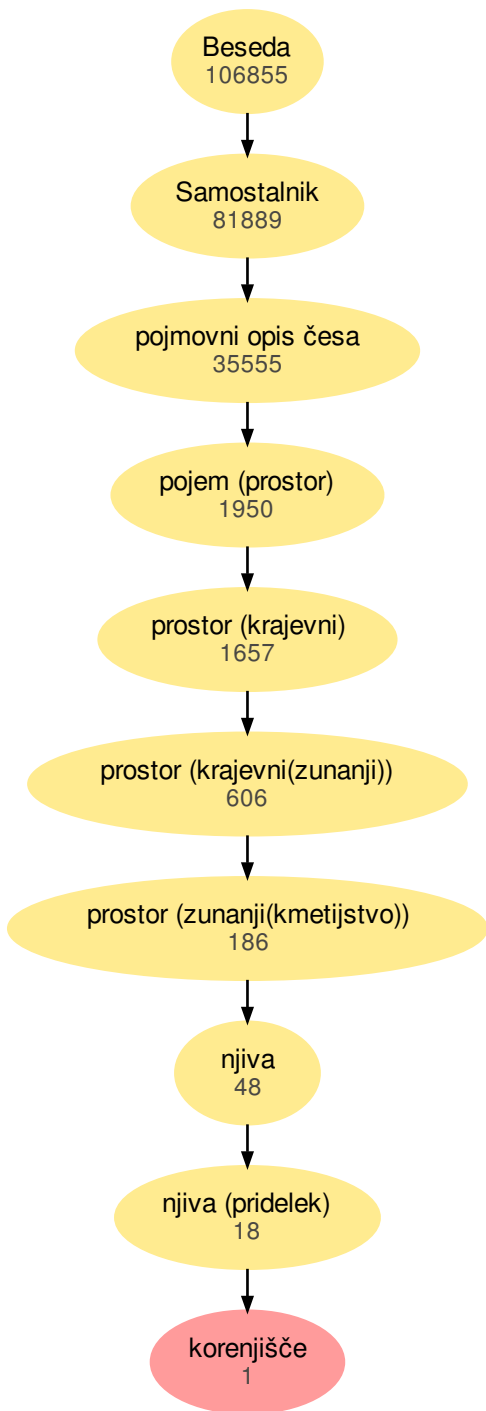 Beseda
106855
Samostalnik
81889
pojmovni opis česa
35555
pojem (prostor)
1950
prostor (krajevni)
1657
prostor (krajevni(zunanji))
606
prostor (zunanji(kmetijstvo))
186
njiva
48
njiva (pridelek)
18
korenjišče
1